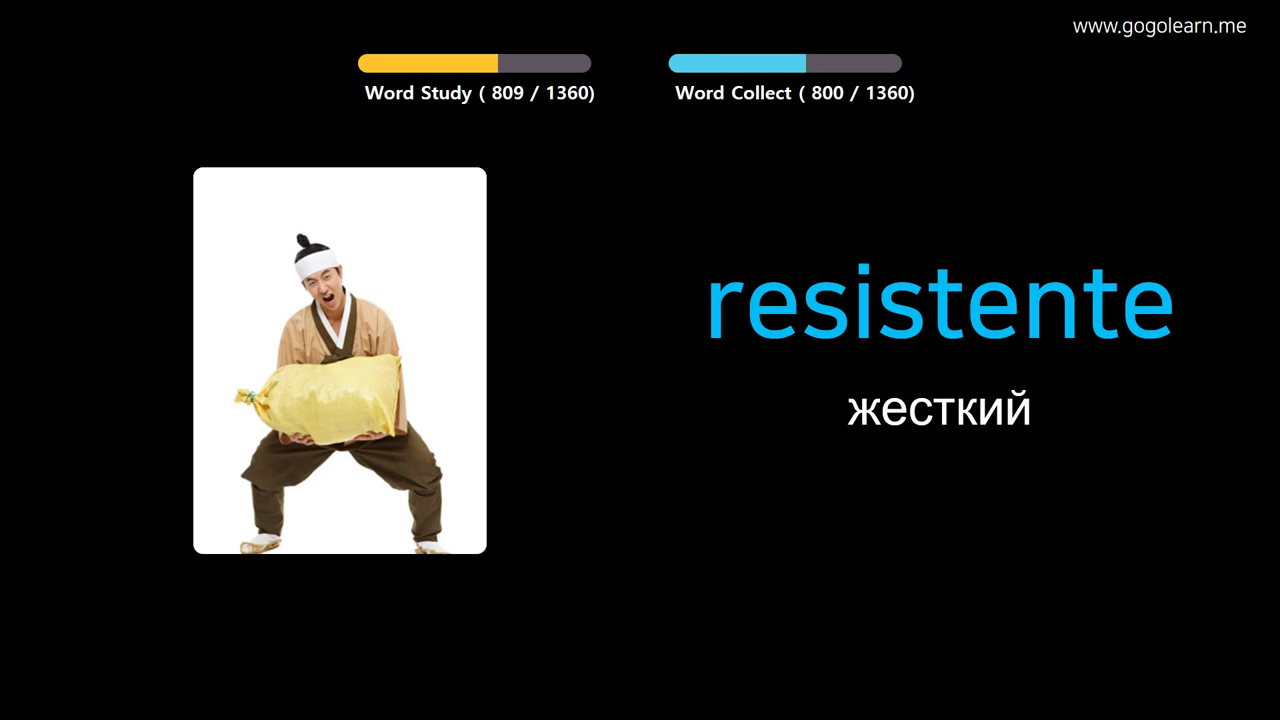 www.gogolearn.me
Word Study ( 809 / 1360)
Word Collect ( 800 / 1360)
resistente
жесткий